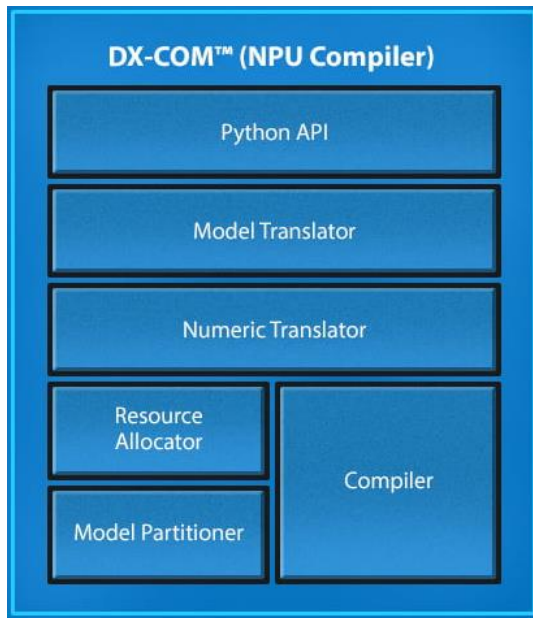 DX-COM™ (NPU Compiler)
Python API
Model Translator
Numeric Translator
Resource
Allocator
Compiler
Model Partitioner